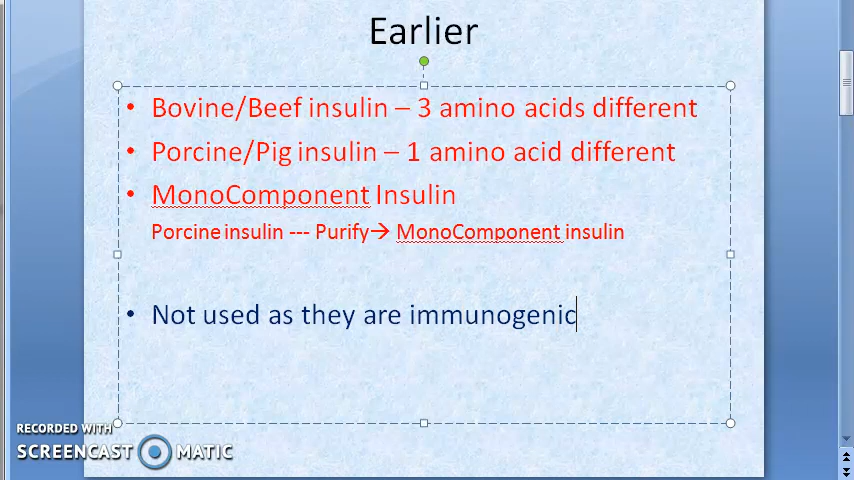 Earlier
• Bovine/Beef insulin – 3 amino acids different
• Porcine/Pig insulin – 1 amino acid different
• MonoComponent Insulin
Porcine insulin --- Purify→ MonoComponent insulin
• Not used as they are immunogenic
RECORDED WITH
SCREENCAST MATIC